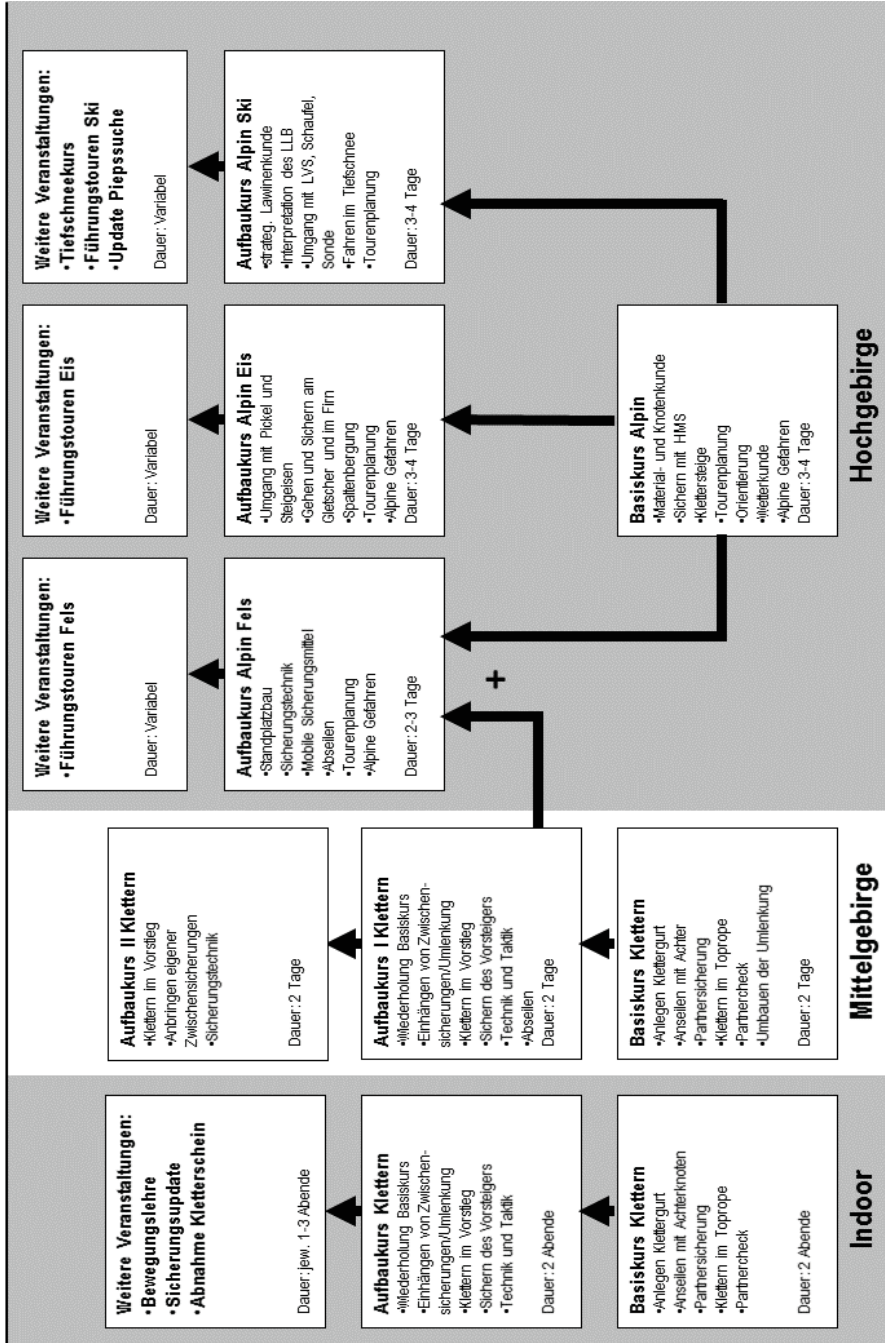 Weitere Veranstaltungen:
•Bewegungslehre
•Sicherungsupdate
•Abnahme Kletterschein
Dauer: jew. 1-3 Abende
Aufbaukurs Klettern
•Wiederholung Basiskurs
•Einhängen von Zwischen-
sicherungen/Umlenkung
•Klettern im Vorstieg
•Sichern des Vorsteigers
•Technik und Taktik
Dauer: 2 Abende
Basiskurs Klettern
•Anlegen Klettergurt
•Anseilen mit Achterknoten
•Partnersicherung
•Klettern im Toprope
•Partnercheck
Dauer: 2 Abende
Indoor
Aufbaukurs II Klettern
•Klettern im Vorstieg
•Anbringen eigener
Zwischensicherungen
•Sicherungstechnik
Dauer: 2 Tage
Aufbaukurs I Klettern
•Wiederholung Basiskurs
•Einhängen von Zwischen-
sicherungen/Umlenkung
•Klettern im Vorstieg
•Sichern des Vorsteigers
•Technik und Taktik
•Abseilen
Dauer: 2 Tage
Basiskurs Klettern
•Anlegen Klettergurt
•Anseilen mit Achter
•Partnersicherung
•Klettern im Toprope
•Partnercheck
•Umbauen der Umlenkung
Dauer: 2 Tage
Mittelgebirge
Weitere Veranstaltungen:
•Führungstouren Fels
Dauer: Variabel
Aufbaukurs Alpin Fels
•Standplatzbau
•Sicherungstechnik
•Mobile Sicherungsmittel
•Abseilen
•Tourenplanung
•Alpine Gefahren
Dauer: 2-3 Tage
+
Weitere Veranstaltungen:
•Führungstouren Eis
Dauer: Variabel
Aufbaukurs Alpin Eis
•Umgang mit Pickel und
Steigeisen
•Gehen und Sichern am
Gletscher und im Firn
•Spaltenbergung
•Tourenplanung
•Alpine Gefahren
Dauer: 3-4 Tage
Weitere Veranstaltungen:
•Tiefschneekurs
•Führungstouren Ski
•Update Piepssuche
Dauer: Variabel
Aufbaukurs Alpin Ski
•strateg. Lawinenkunde
•Interpretation des LLB
•Umgang mit LVS, Schaufel,
Sonde
•Fahren im Tiefschnee
•Tourenplanung
Dauer: 3-4 Tage
Basiskurs Alpin
•Material- und Knotenkunde
•Sichern mit HMS
•Klettersteige
•Tourenplanung
•Orientierung
•Wetterkunde
•Alpine Gefahren
Dauer: 3-4 Tage
Hochgebirge